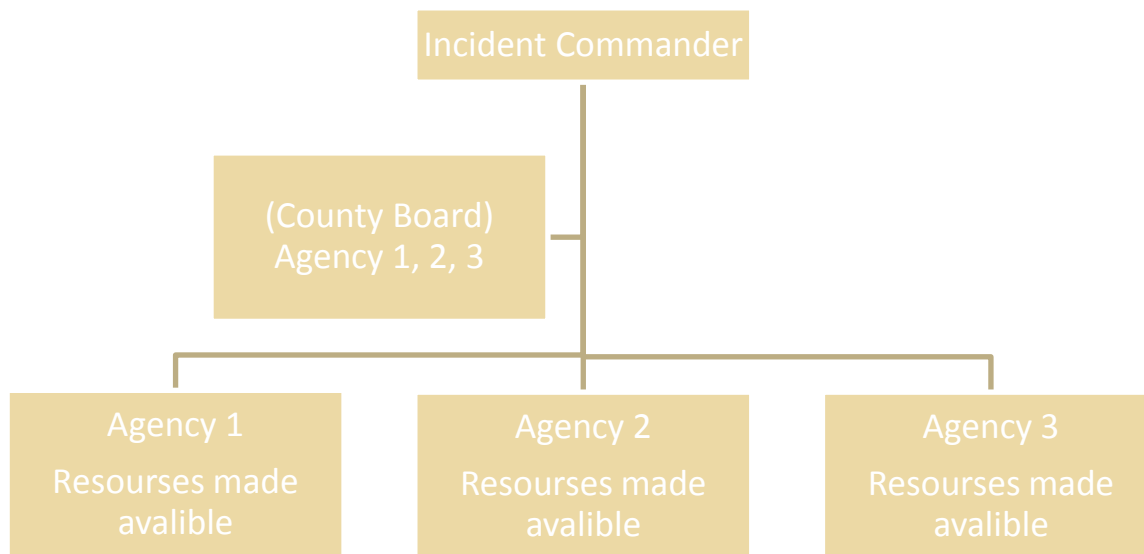 Incident Commander
(County Board)
Agency 1, 2, 3
Agency 1
Resourses made
avalible
Agency 2
Resourses made
avalible
Agency 3
Resourses made
avalible